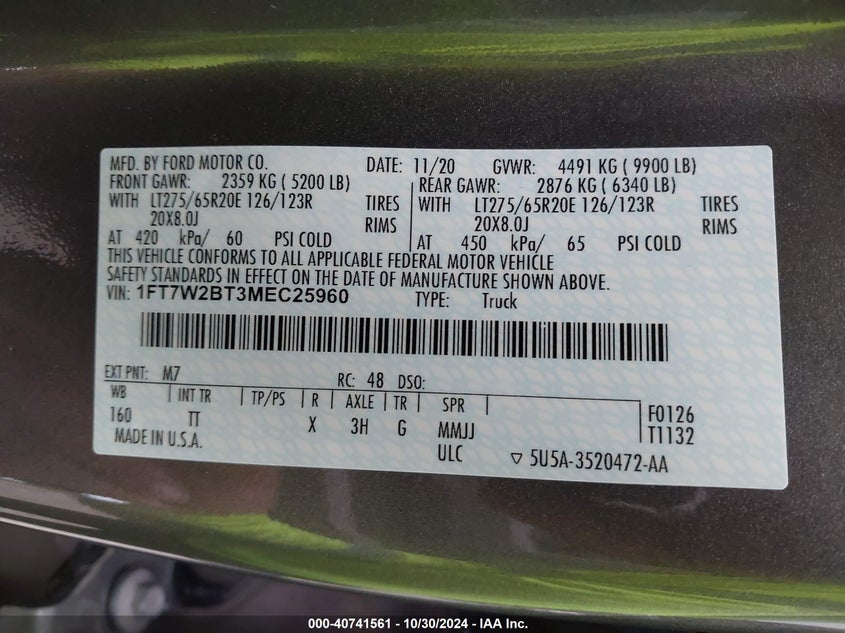 MFD. BY FORD MOTOR CO. DATE: 11/20 GVWR: 4491 KG ( 9900 LB)
FRONT GAWR: 2359 KG ( 5200 LB) REAR GAWR: 2876 KG ( 6340 LB)
WITH LT275/65R20E 126/123R TIRES WITH LT275/65R20E 126/123R TIRES
20X8.0J RIMS 20X8.0J RIMS
AT 420 kPa/ 60 PSI COLD AT 450 kPa/ 65 PSI COLD
THIS VEHICLE CONFORMS TO ALL APPLICABLE FEDERAL MOTOR VEHICLE
SAFETY STANDARDS IN EFFECT ON THE DATE OF MANUFACTURE SHOWN ABOVE.
VIN: 1FT7W2BT3MEC25960 TYPE: Truck
EXT PNT: M7 RC: 48 DSO:
WB INT TR TP/PS R AXLE TR SPR
160 TT X 3H G MMJJ F0126
MADE IN U.S.A. ULC T1132
▽ 5U5A-3520472-AA
000-40741561 - 10/30/2024 - IAA Inc.